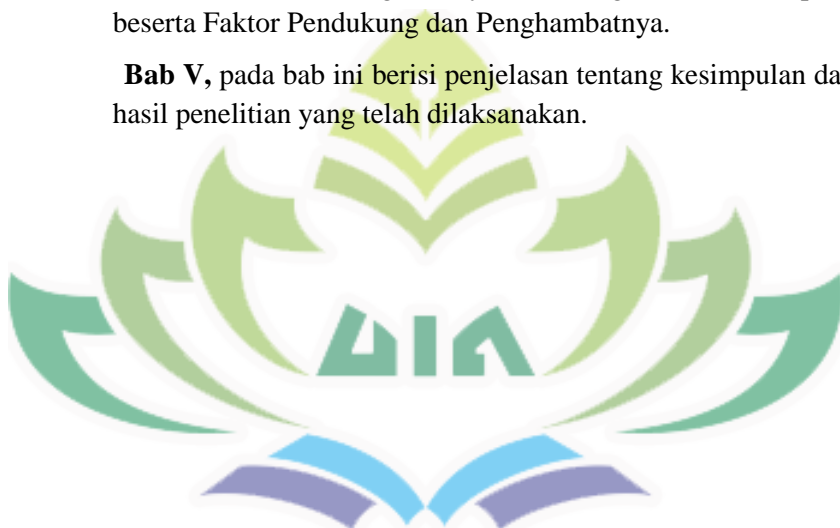 beserta Faktor Pendukung dan Penghambatnya.
Bab V, pada bab ini berisi penjelasan tentang kesimpulan da
hasil penelitian yang telah dilaksanakan.
UIN